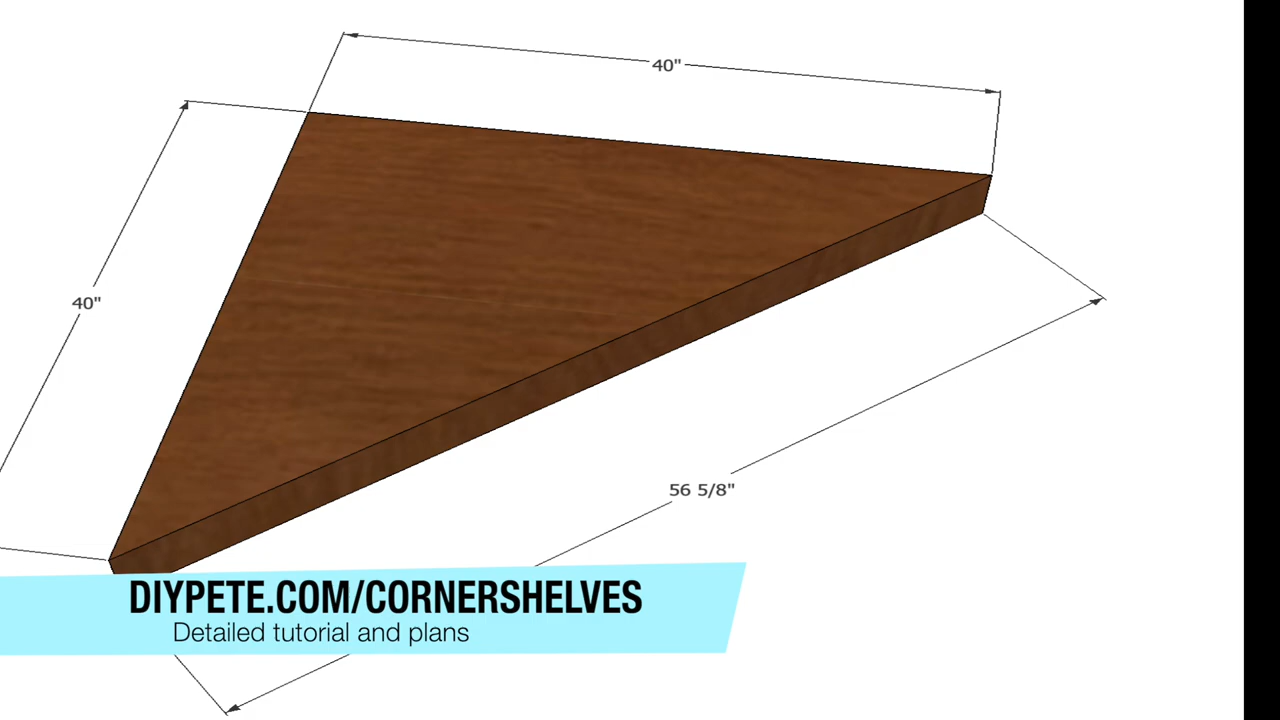 40"
40"
56 5/8"
DIYPETE.COM/CORNERSHELVES
Detailed tutorial and plans